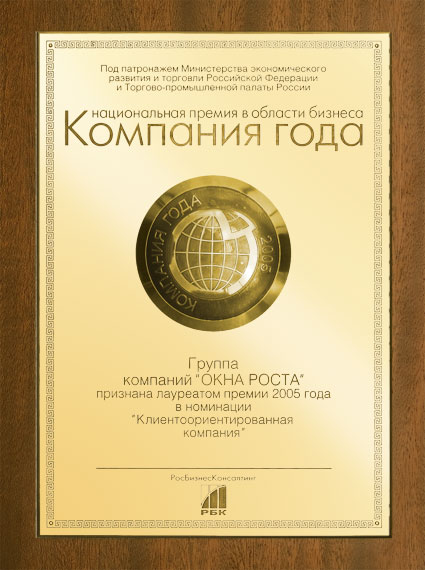 Под патронажем Министерства экономического
развития и торговли Российской Федерации
и Торгово-промышленной палаты России
национальная премия в области бизнеса
Компания года
КОМПАНИЯ ГОДА
2005
Группа
компаний "ОКНА РОСТА"
признана лауреатом премии 2005 года
в номинации
"Клиентоориентированная
компания"
РосБизнесКонсалтинг
РБК